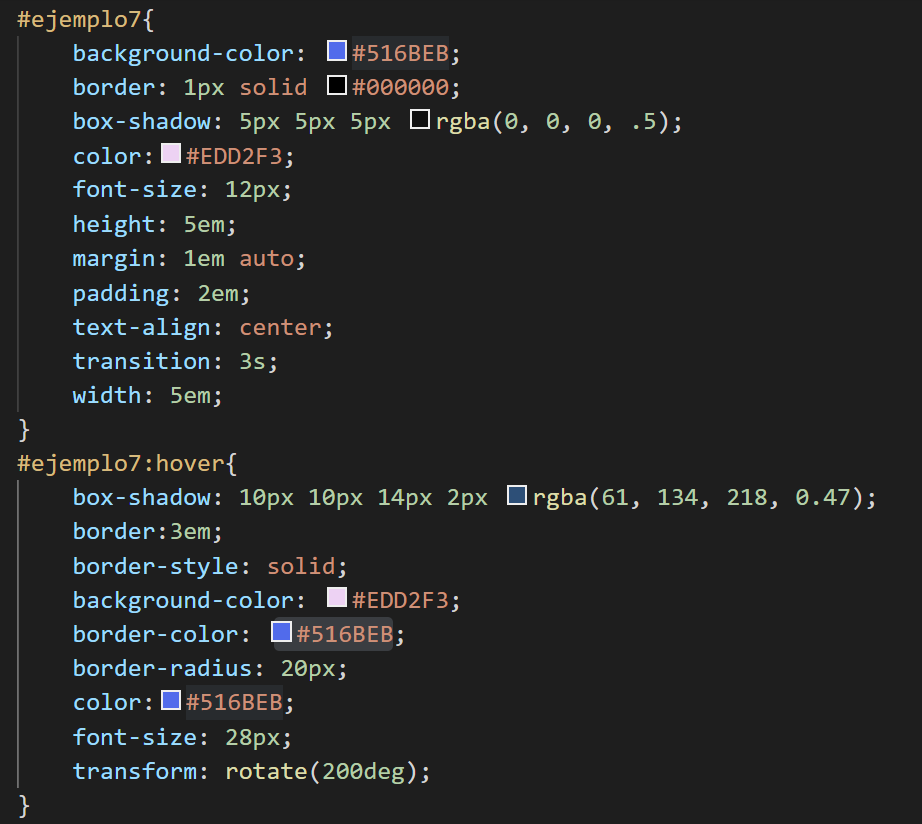 #ejemplo7{
    background-color: #516BEB;
    border: 1px solid #000000;
    box-shadow: 5px 5px 5px rgba(0, 0, 0, .5);
    color:#EDD2F3;
    font-size: 12px;
    height: 5em;
    margin: 1em auto;
    padding: 2em;
    text-align: center;
    transition: 3s;
    width: 5em;
}
#ejemplo7:hover{
    box-shadow: 10px 10px 14px 2px rgba(61, 134, 218, 0.47);
    border:3em;
    border-style: solid;
    background-color: #EDD2F3;
    border-color: #516BEB;
    border-radius: 20px;
    color:#516BEB;
    font-size: 28px;
    transform: rotate(200deg);
}